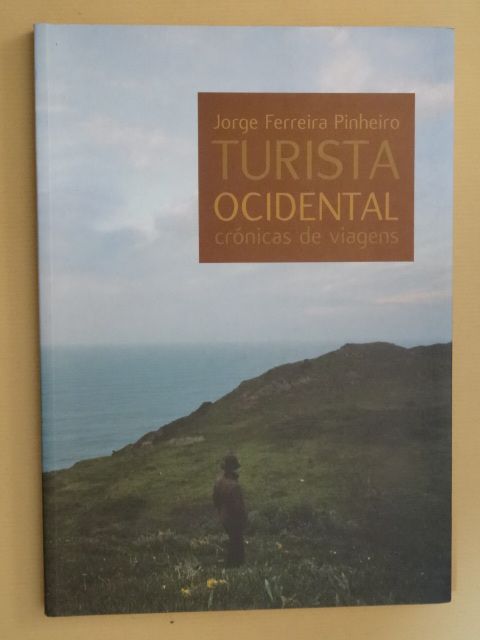 Jorge Ferreira Pinheiro
TURISTA
OCIDENTAL
crónicas de viagens